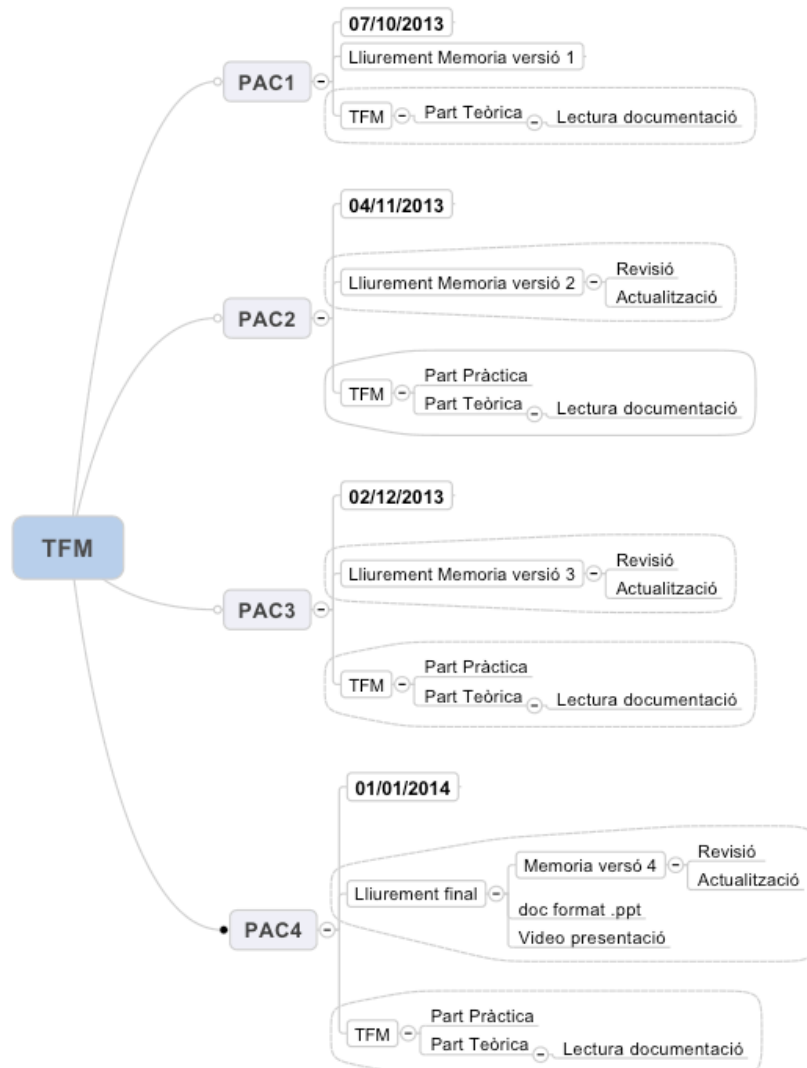 TFM
PAC1
07/10/2013
Lliurement Memoria versió 1
TFM
Part Teòrica
Lectura documentació
PAC2
04/11/2013
Lliurement Memoria versió 2
Revisió
Actualització
TFM
Part Pràctica
Part Teòrica
Lectura documentació
PAC3
02/12/2013
Lliurement Memoria versió 3
Revisió
Actualització
TFM
Part Pràctica
Part Teòrica
Lectura documentació
PAC4
01/01/2014
Lliurement final
Memoria versó 4
Revisió
Actualització
doc format .ppt
Video presentació
TFM
Part Pràctica
Part Teòrica
Lectura documentació